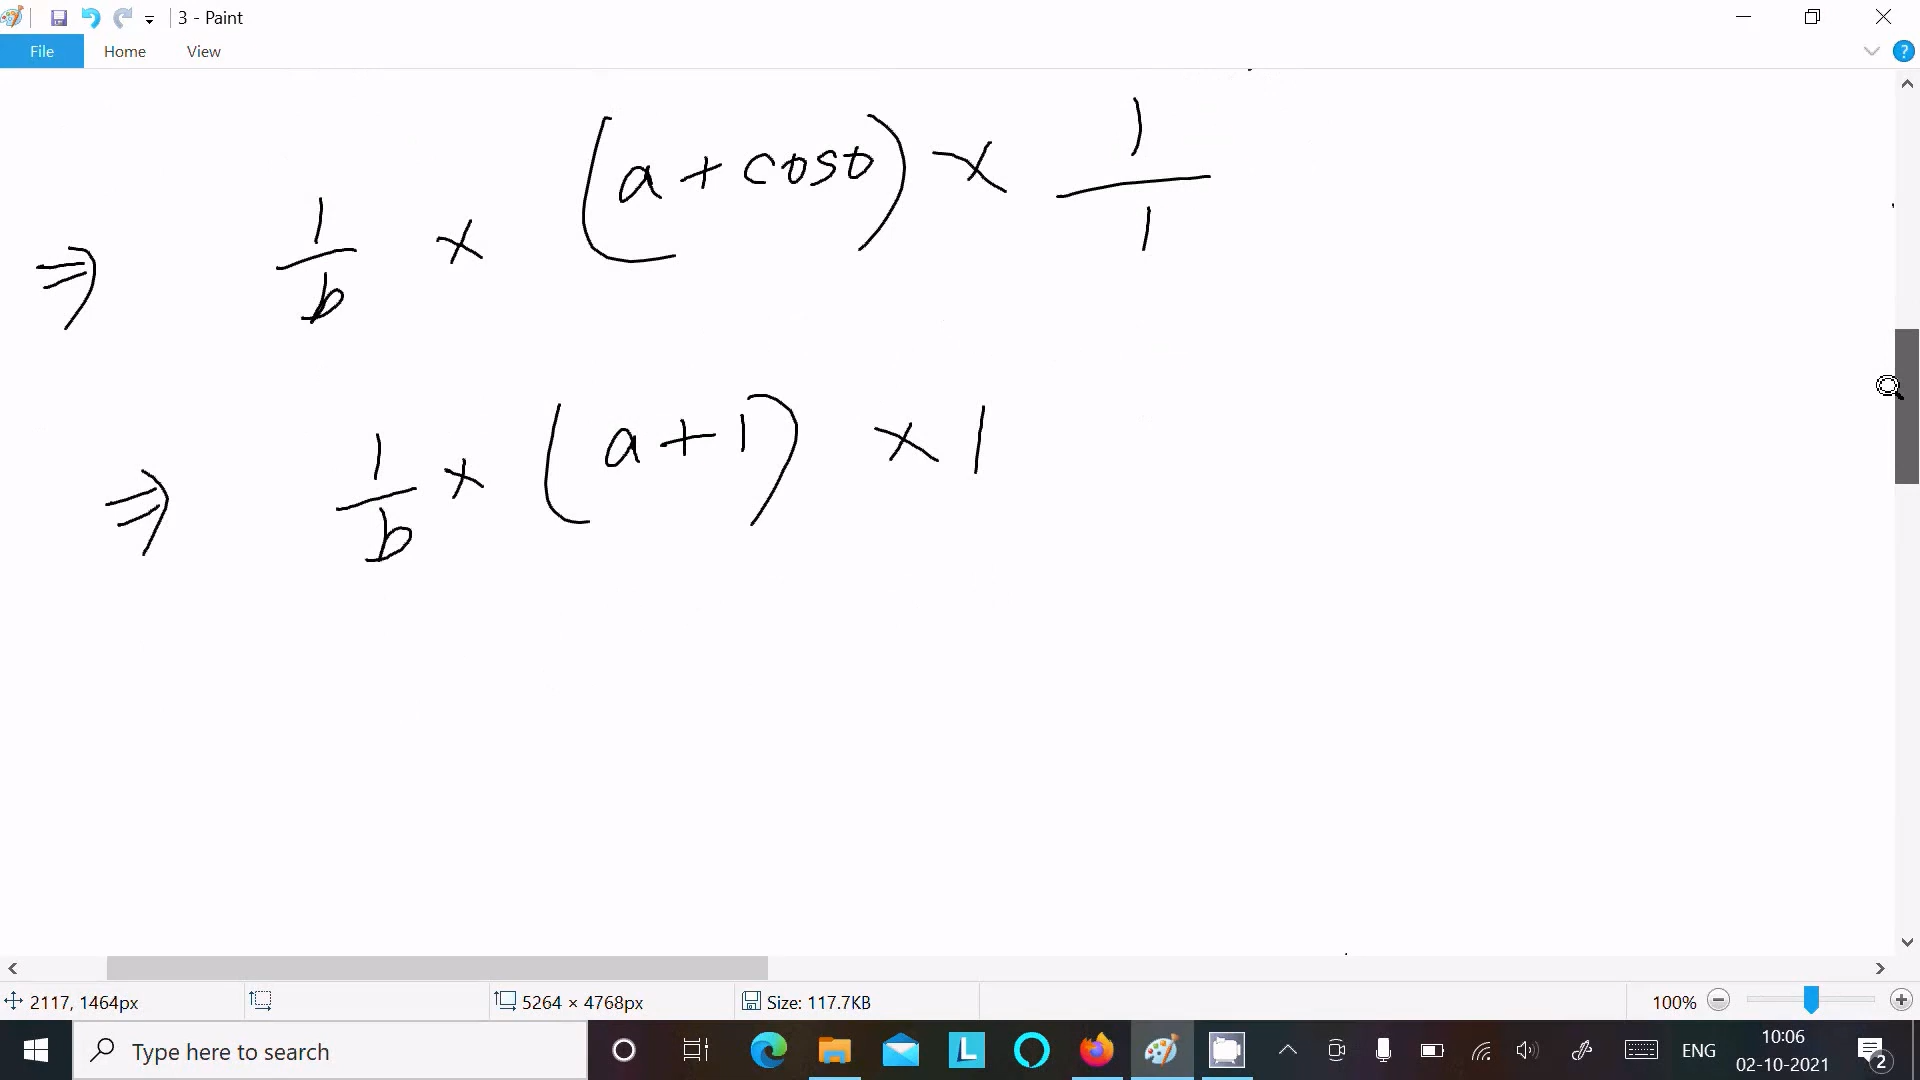 3 - Paint
File Home View
⇒ 1/b × (a + cos0) × 1/1
⇒ 1/b × (a + 1) × 1
2117, 1464px 5264 × 4768px Size: 117.7KB 100%
Type here to search L ENG 10:06
02-10-2021 2